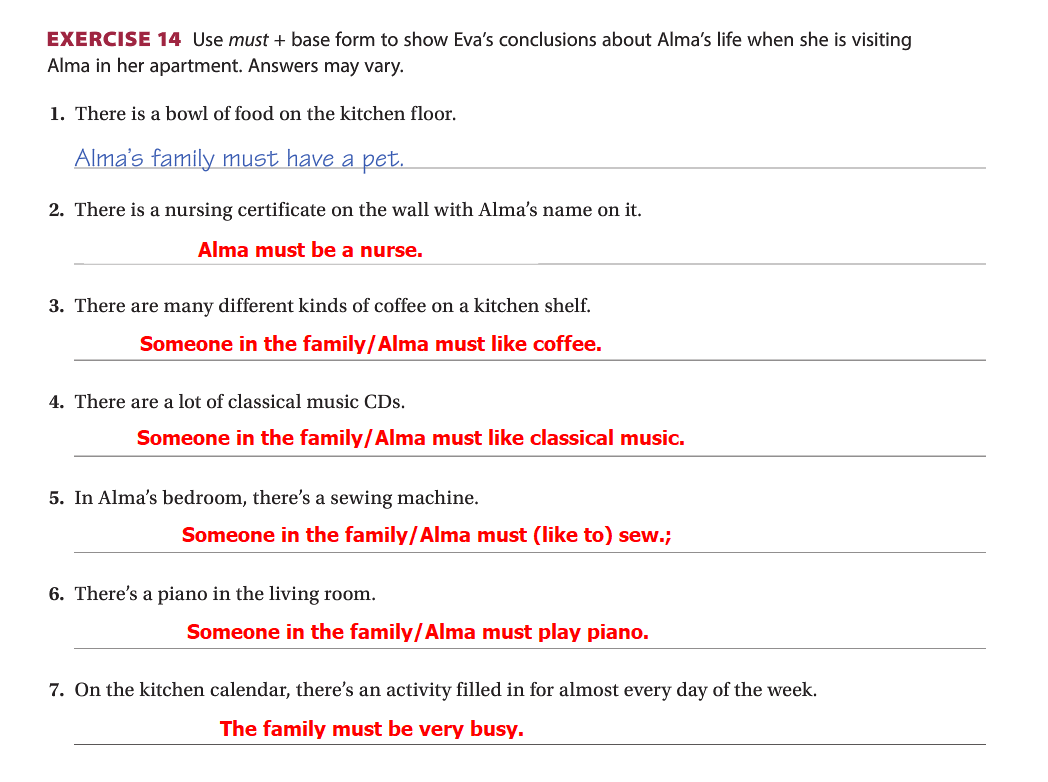 EXERCISE 14 Use must + base form to show Eva's conclusions about Alma's life when she is visiting
Alma in her apartment. Answers may vary.
1. There is a bowl of food on the kitchen floor.
Alma's family must have a pet.
2. There is a nursing certificate on the wall with Alma's name on it.
Alma must be a nurse.
3. There are many different kinds of coffee on a kitchen shelf.
Someone in the family/Alma must like coffee.
4. There are a lot of classical music CDs.
Someone in the family/Alma must like classical music.
5. In Alma's bedroom, there's a sewing machine.
Someone in the family/Alma must (like to) sew.;
6. There's a piano in the living room.
Someone in the family/Alma must play piano.
7. On the kitchen calendar, there's an activity filled in for almost every day of the week.
The family must be very busy.